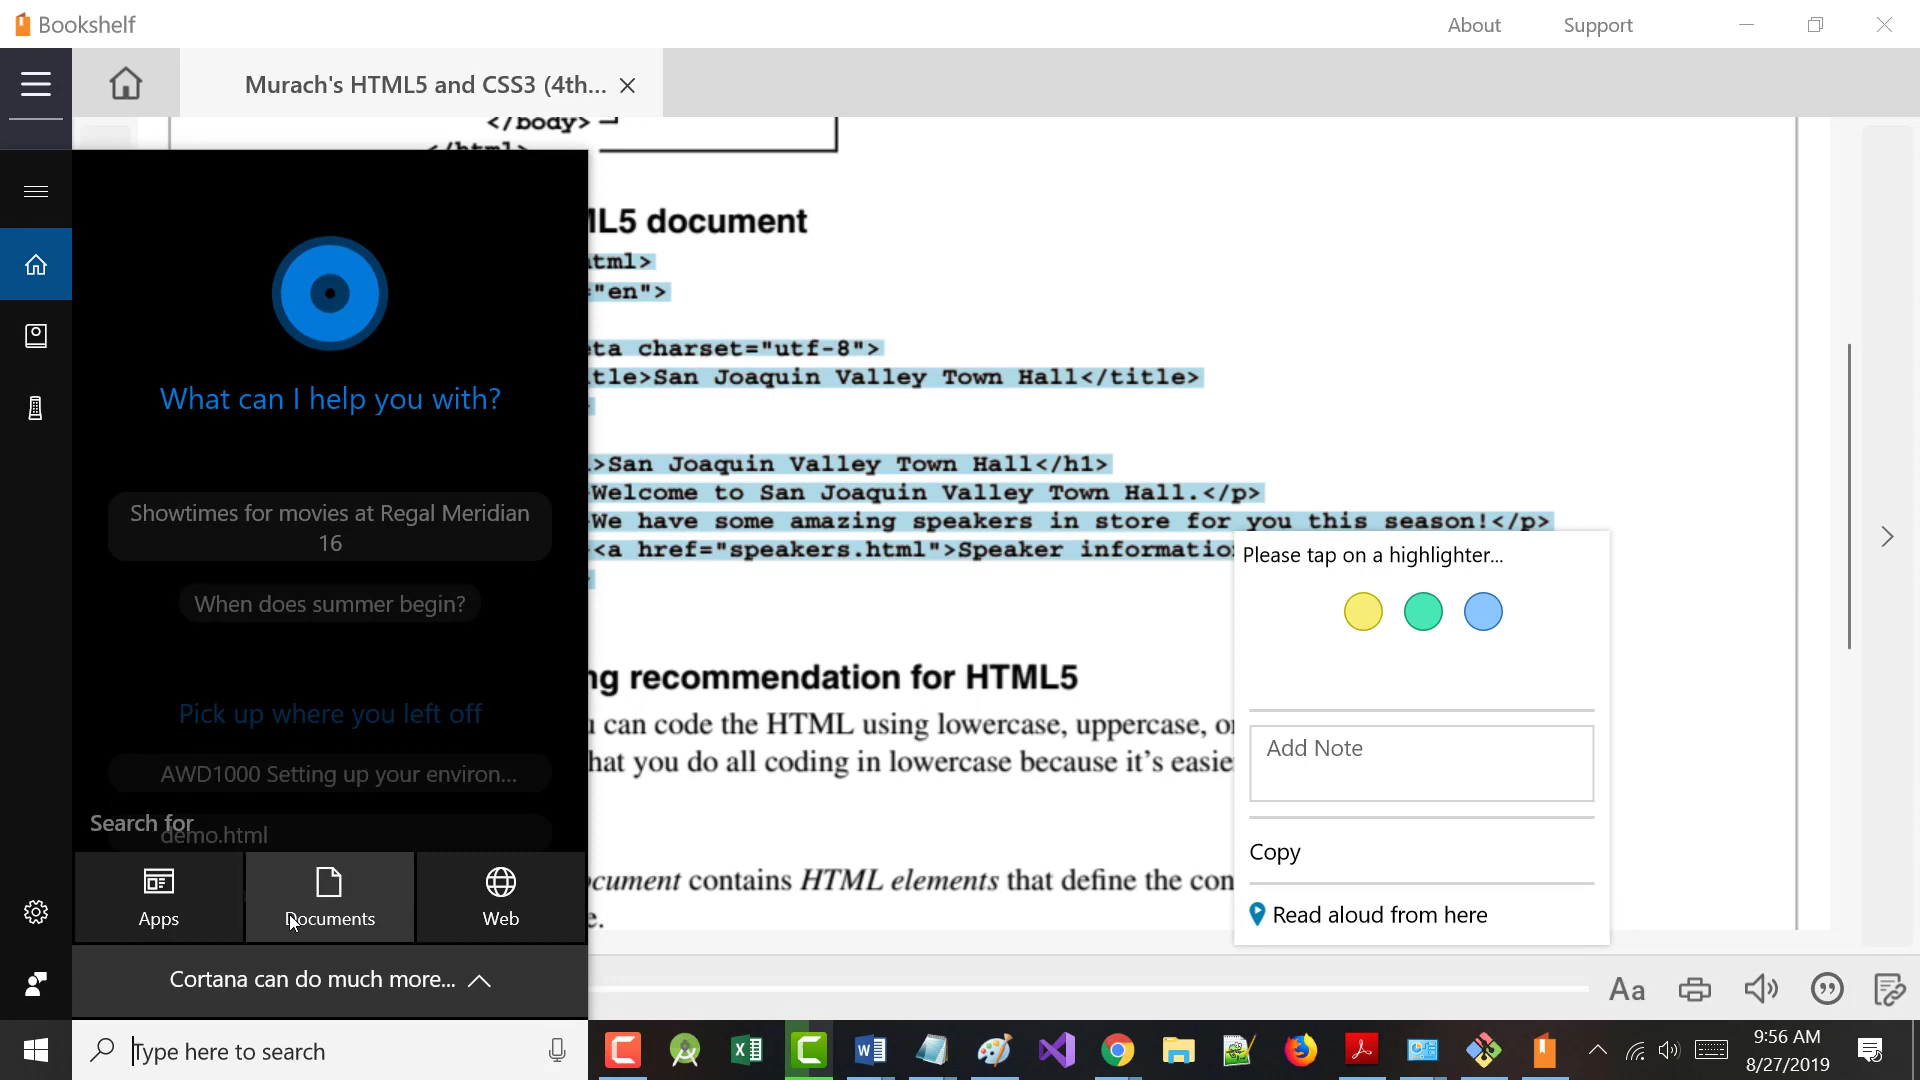 Bookshelf
About
Support
Murach's HTML5 and CSS3 (4th...
</body>
</html>
ML5 document
html>
="en">
eta charset="utf-8">
tle>San Joaquin Valley Town Hall</title>
>
>San Joaquin Valley Town Hall</h1>
Welcome to San Joaquin Valley Town Hall.</p>
We have some amazing speakers in store for you this season!</p>
<a href="speakers.html">Speaker informatio
>
ng recommendation for HTML5
can code the HTML using lowercase, uppercase, or
hat you do all coding in lowercase because it's easie
ocument contains HTML elements that define the con
e.
What can I help you with?
Showtimes for movies at Regal Meridian
16
When does summer begin?
Pick up where you left off
AWD1000 Setting up your environ...
Search for
demo.html
Apps
Documents
Web
Cortana can do much more...
Please tap on a highlighter...
Add Note
Copy
Read aloud from here
Aa
Type here to search
9:56 AM
8/27/2019